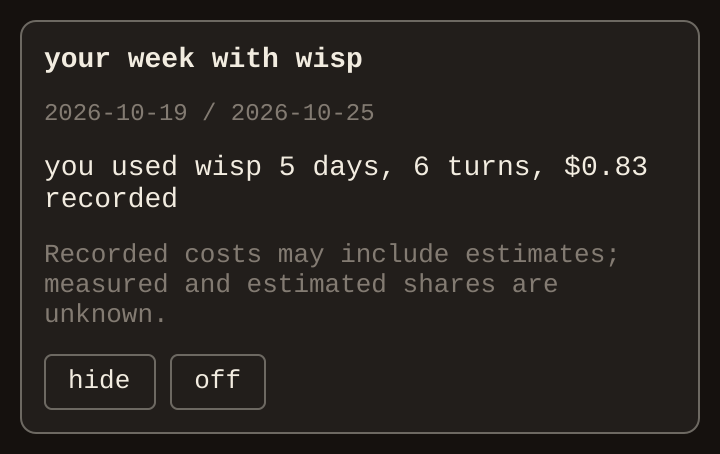 your week with wisp
2026-10-19 / 2026-10-25
you used wisp 5 days, 6 turns, $0.83
recorded
Recorded costs may include estimates;
measured and estimated shares are
unknown.
hide off